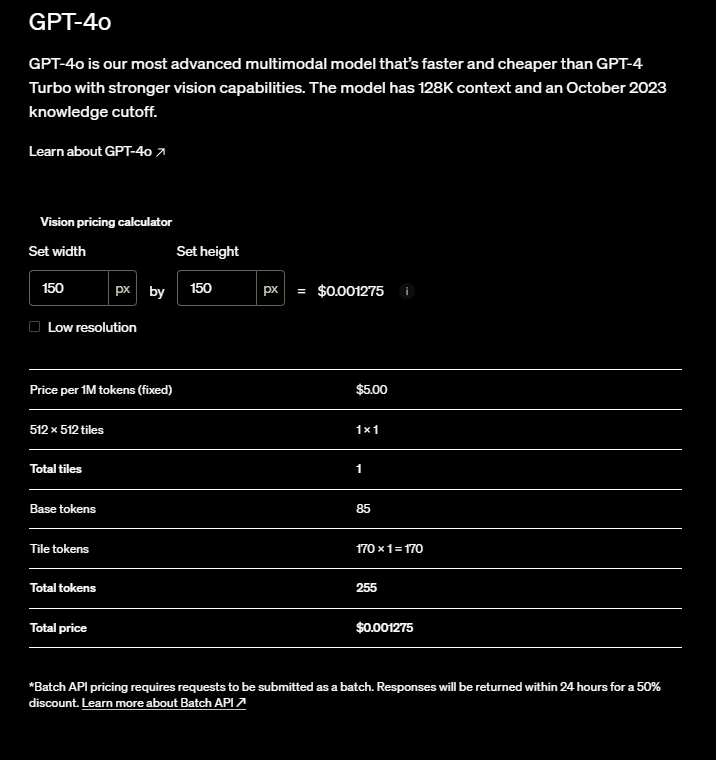 GPT-4o
GPT-4o is our most advanced multimodal model that's faster and cheaper than GPT-4
Turbo with stronger vision capabilities. The model has 128K context and an October 2023
knowledge cutoff.
Learn about GPT-4o ↗
Vision pricing calculator
Set width Set height
150 px by 150 px = $0.001275 i
Low resolution
Price per 1M tokens (fixed) $5.00
512 × 512 tiles 1 × 1
Total tiles 1
Base tokens 85
Tile tokens 170 × 1 = 170
Total tokens 255
Total price $0.001275
*Batch API pricing requires requests to be submitted as a batch. Responses will be returned within 24 hours for a 50%
discount. Learn more about Batch API ↗